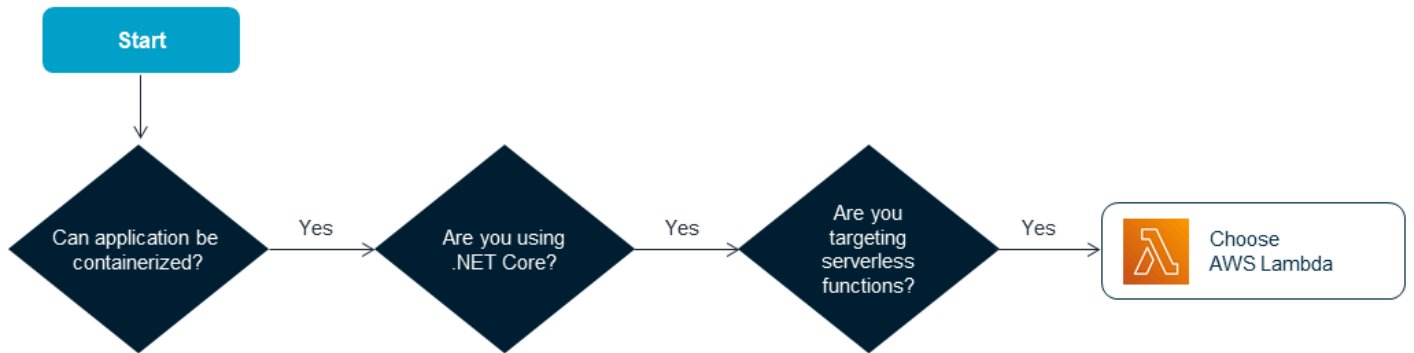 Start
Can application be
containerized?
Yes
Are you using
.NET Core?
Yes
Are you
targeting
serverless
functions?
Yes
Choose
AWS Lambda